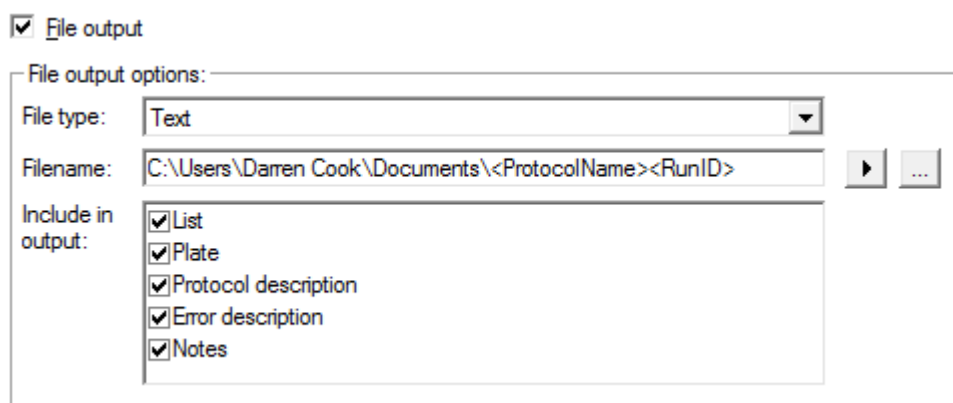 File output
File output options:
File type: Text
Filename: C:\Users\Darren Cook\Documents\<ProtocolName><RunID> ...
Include in output:
List
Plate
Protocol description
Error description
Notes